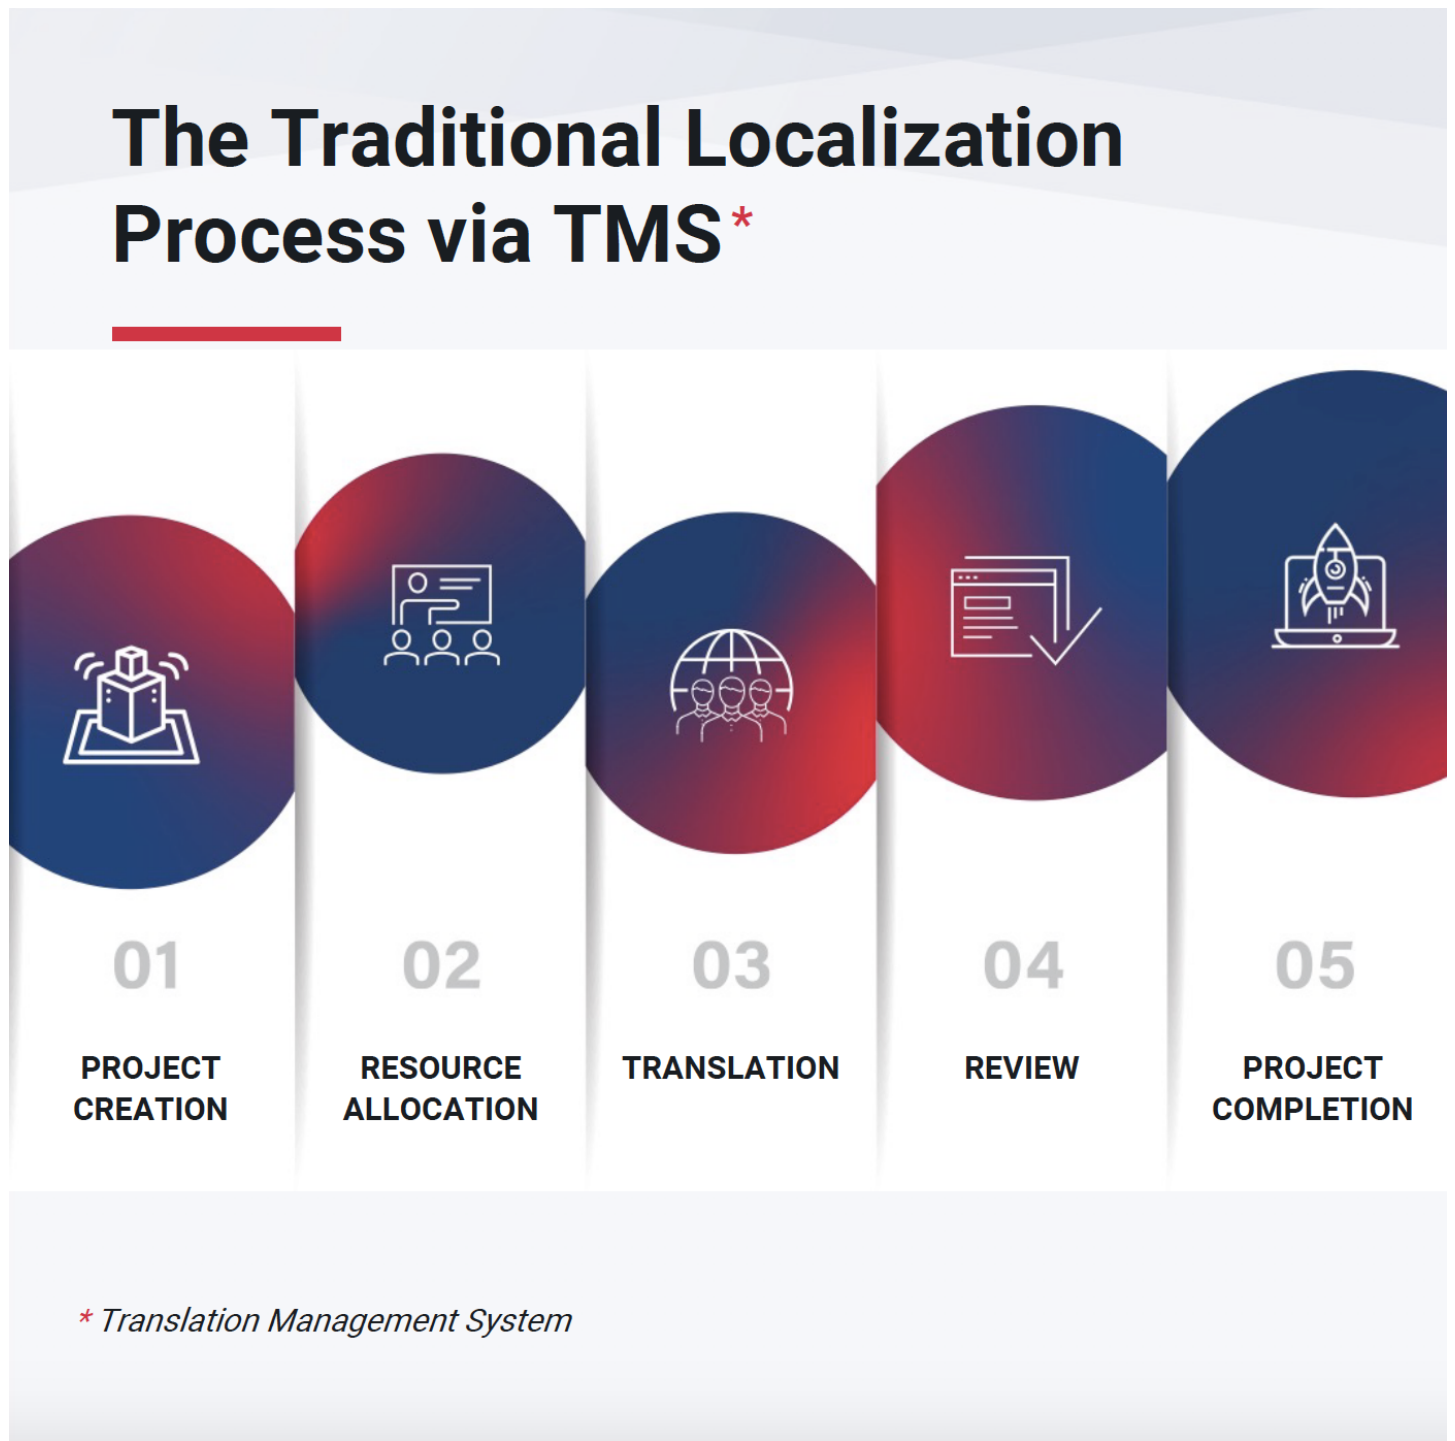 The Traditional Localization
Process via TMS*
01
PROJECT
CREATION
02
RESOURCE
ALLOCATION
03
TRANSLATION
04
REVIEW
05
PROJECT
COMPLETION
* Translation Management System